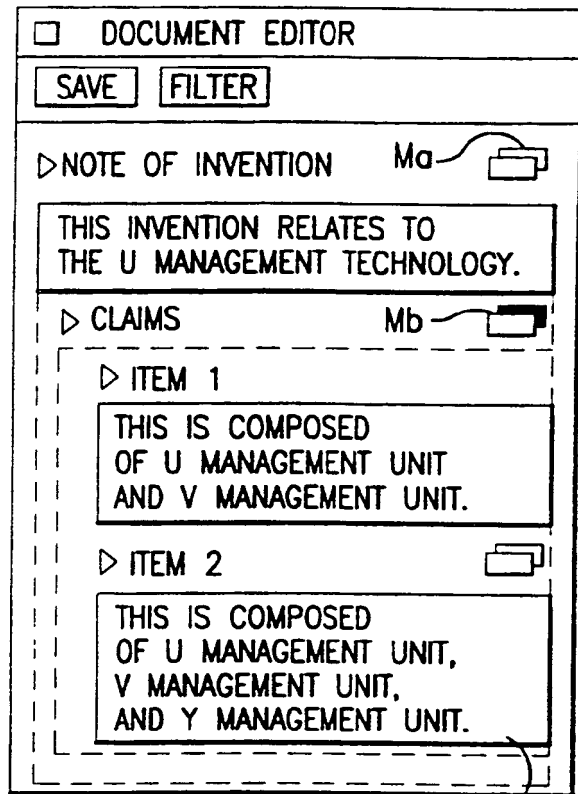 DOCUMENT EDITOR
SAVE FILTER
NOTE OF INVENTION Ma
THIS INVENTION RELATES TO
THE U MANAGEMENT TECHNOLOGY.
CLAIMS Mb
ITEM 1
THIS IS COMPOSED
OF U MANAGEMENT UNIT
AND V MANAGEMENT UNIT.
ITEM 2
THIS IS COMPOSED
OF U MANAGEMENT UNIT,
V MANAGEMENT UNIT,
AND Y MANAGEMENT UNIT.